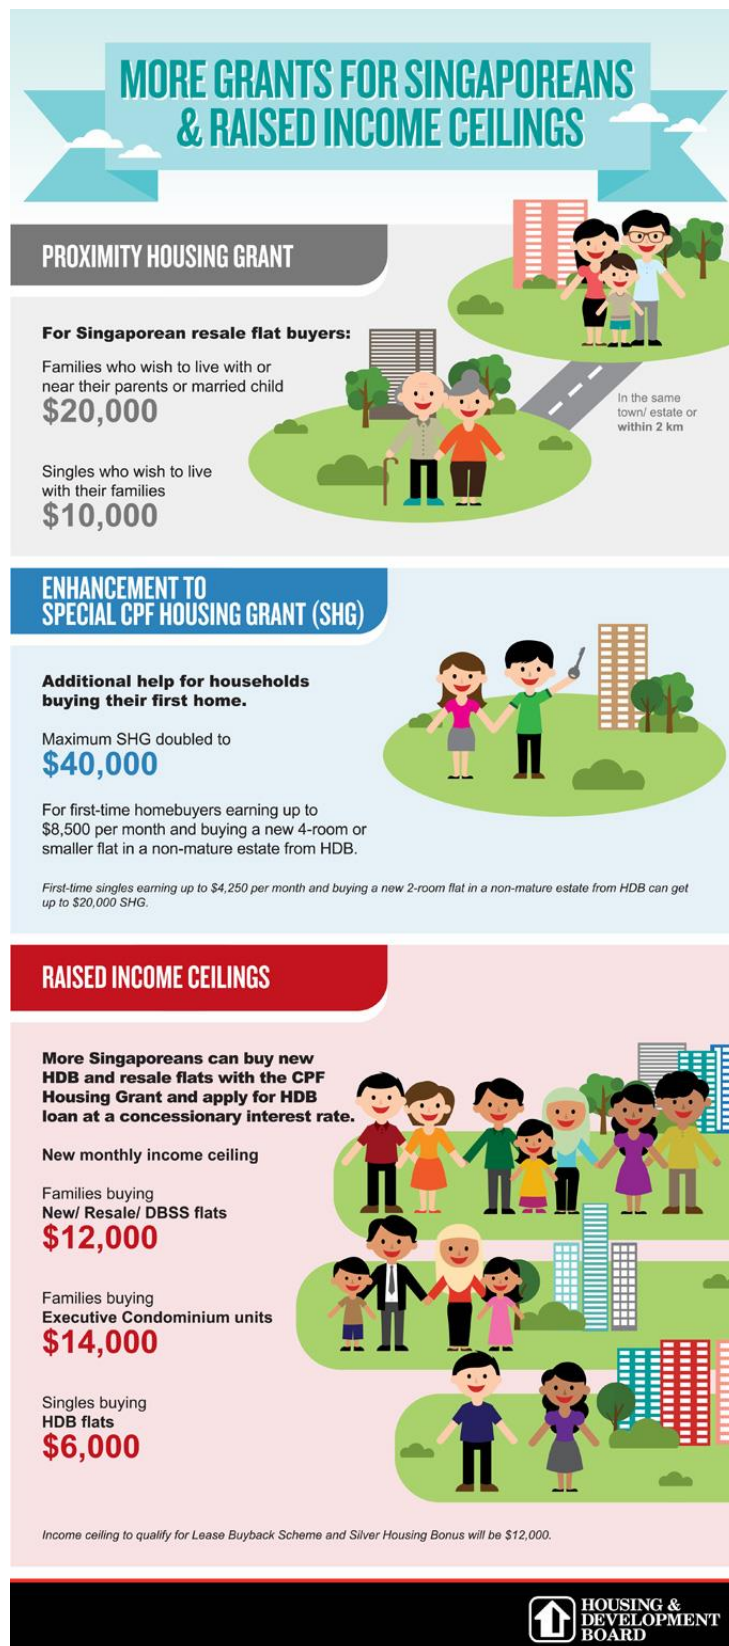 MORE GRANTS FOR SINGAPOREANS
& RAISED INCOME CEILINGS
PROXIMITY HOUSING GRANT
For Singaporean resale flat buyers:
Families who wish to live with or
near their parents or married child
$20,000
In the same
town/ estate or
within 2 km
Singles who wish to live
with their families
$10,000
ENHANCEMENT TO
SPECIAL CPF HOUSING GRANT (SHG)
Additional help for households
buying their first home.
Maximum SHG doubled to
$40,000
For first-time homebuyers earning up to
$8,500 per month and buying a new 4-room or
smaller flat in a non-mature estate from HDB.
First-time singles earning up to $4,250 per month and buying a new 2-room flat in a non-mature estate from HDB can get
up to $20,000 SHG.
RAISED INCOME CEILINGS
More Singaporeans can buy new
HDB and resale flats with the CPF
Housing Grant and apply for HDB
loan at a concessionary interest rate.
New monthly income ceiling
Families buying
New/ Resale/ DBSS flats
$12,000
Families buying
Executive Condominium units
$14,000
Singles buying
HDB flats
$6,000
Income ceiling to qualify for Lease Buyback Scheme and Silver Housing Bonus will be $12,000.
HOUSING &
DEVELOPMENT
BOARD